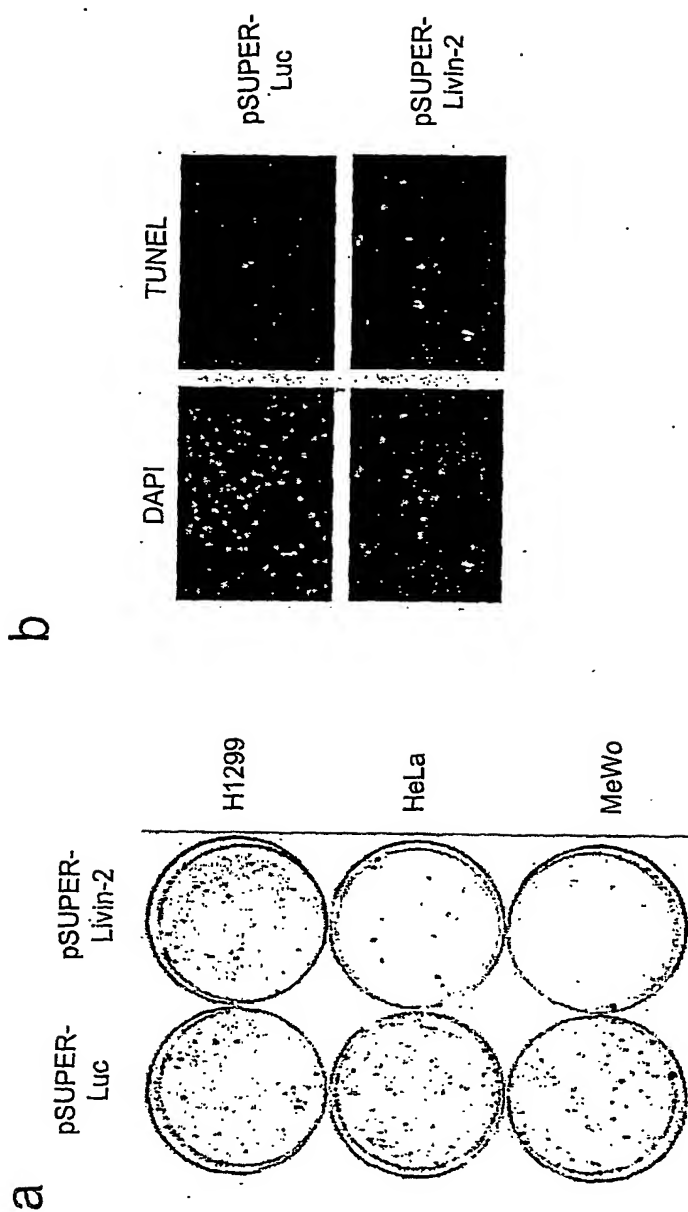 a
pSUPER-
Luc
pSUPER-
Livin-2
H1299
HeLa
MeWo
b
DAPI
TUNEL
pSUPER-
Luc
pSUPER-
Livin-2